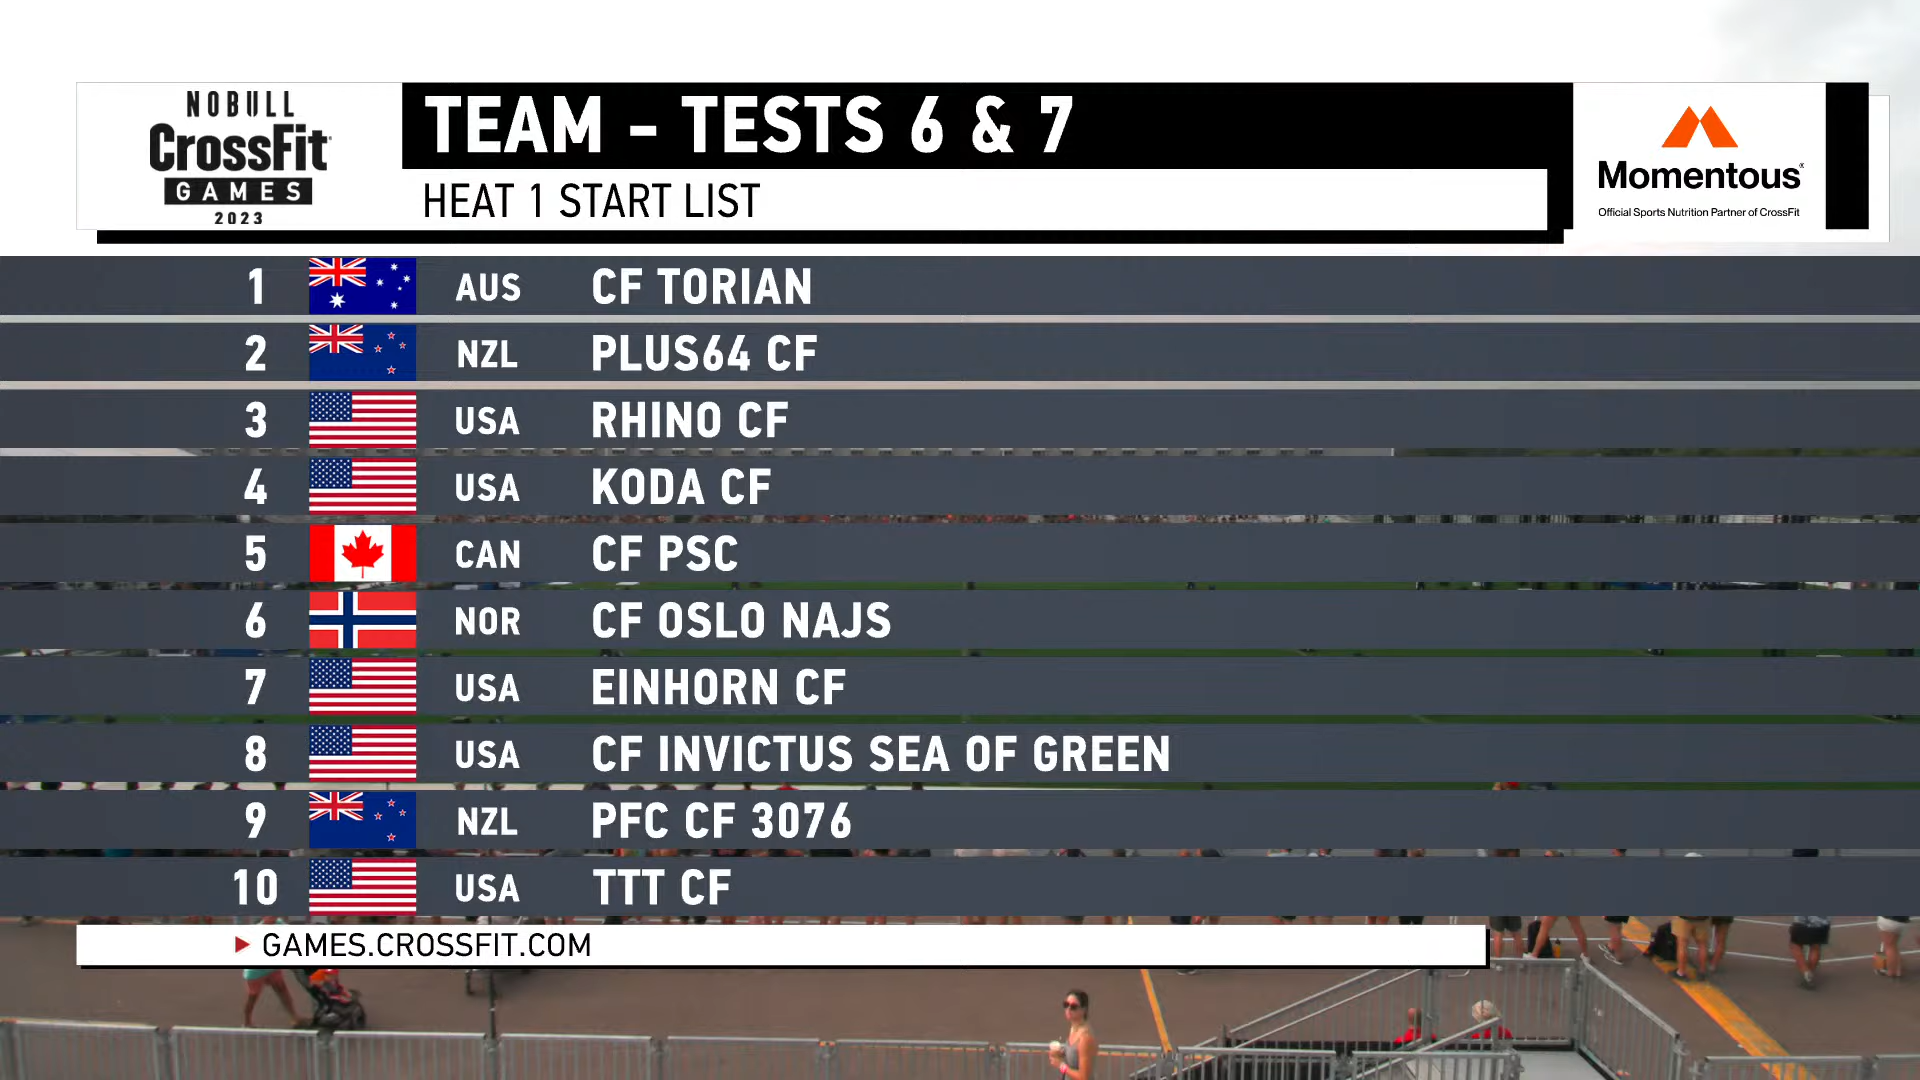 NOBULL
CrossFit
GAMES
2023
TEAM – TESTS 6 & 7
HEAT 1 START LIST
Momentous®
Official Sports Nutrition Partner of CrossFit
1 AUS CF TORIAN
2 NZL PLUS64 CF
3 USA RHINO CF
4 USA KODA CF
5 CAN CF PSC
6 NOR CF OSLO NAJS
7 USA EINHORN CF
8 USA CF INVICTUS SEA OF GREEN
9 NZL PFC CF 3076
10 USA TTT CF
GAMES.CROSSFIT.COM